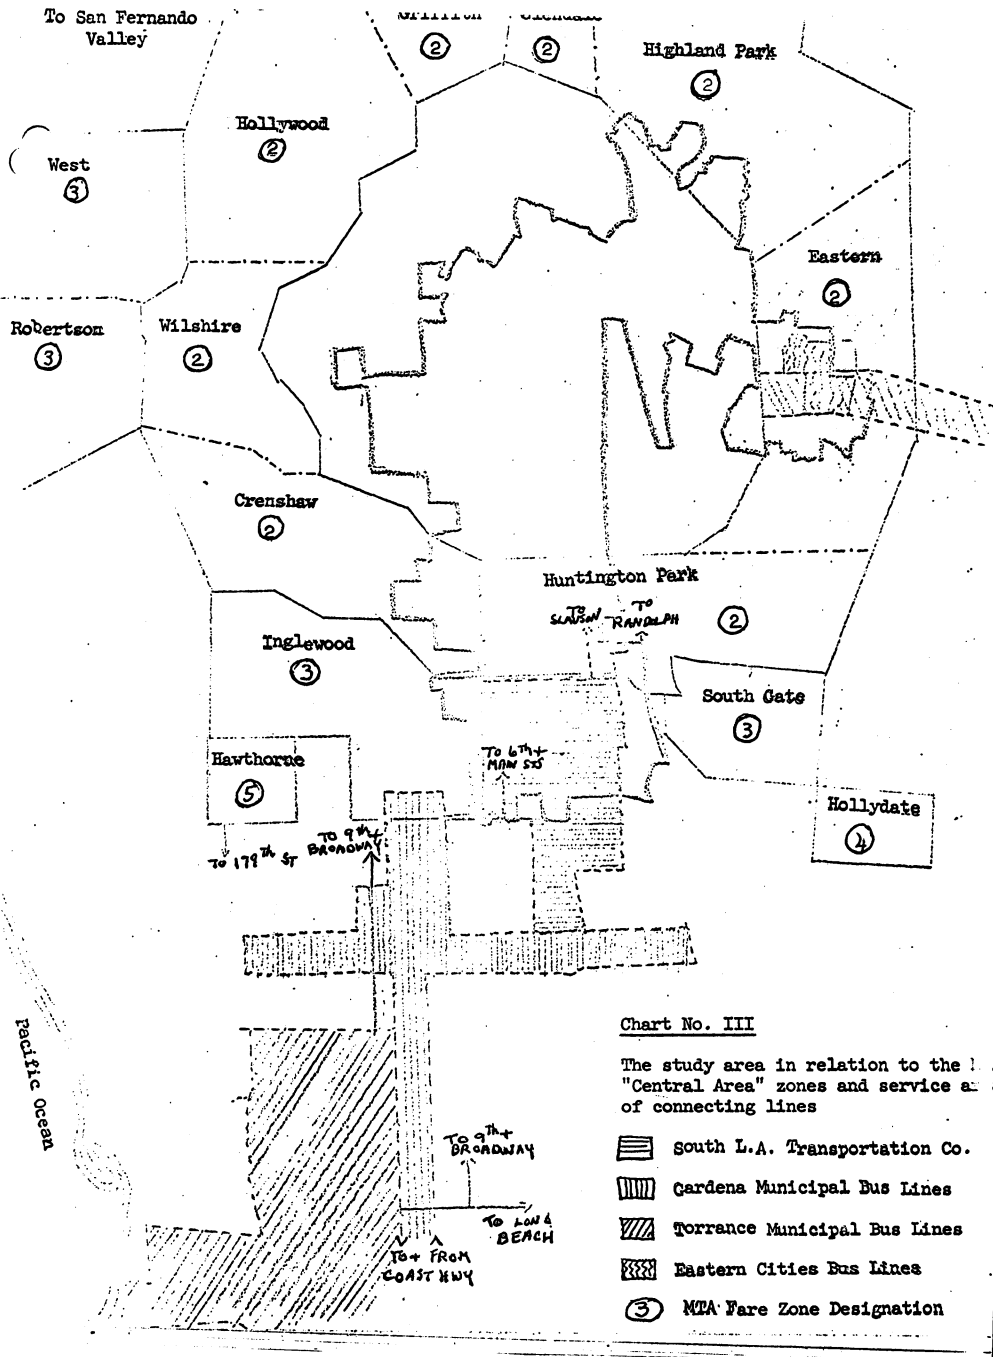 To San Fernando
Valley
Griffith
2
Glendale
2
Highland Park
2
Hollywood
2
West
3
Eastern
2
Robertson
3
Wilshire
2
Crenshaw
2
Huntington Park
TO
SLAUSON
TO
RANDOLPH
2
Inglewood
3
South Gate
3
Hawthorne
5
TO 6th +
MAIN STS
Hollydate
4
TO 9th +
BROADWAY
TO 179th ST
Pacific Ocean
Chart No. III
The study area in relation to the
"Central Area" zones and service
of connecting lines
South L.A. Transportation Co.
Gardena Municipal Bus Lines
Torrance Municipal Bus Lines
Eastern Cities Bus Lines
3 MTA Fare Zone Designation
TO 9th +
BROADWAY
TO LONG
BEACH
TO + FROM
COAST HWY